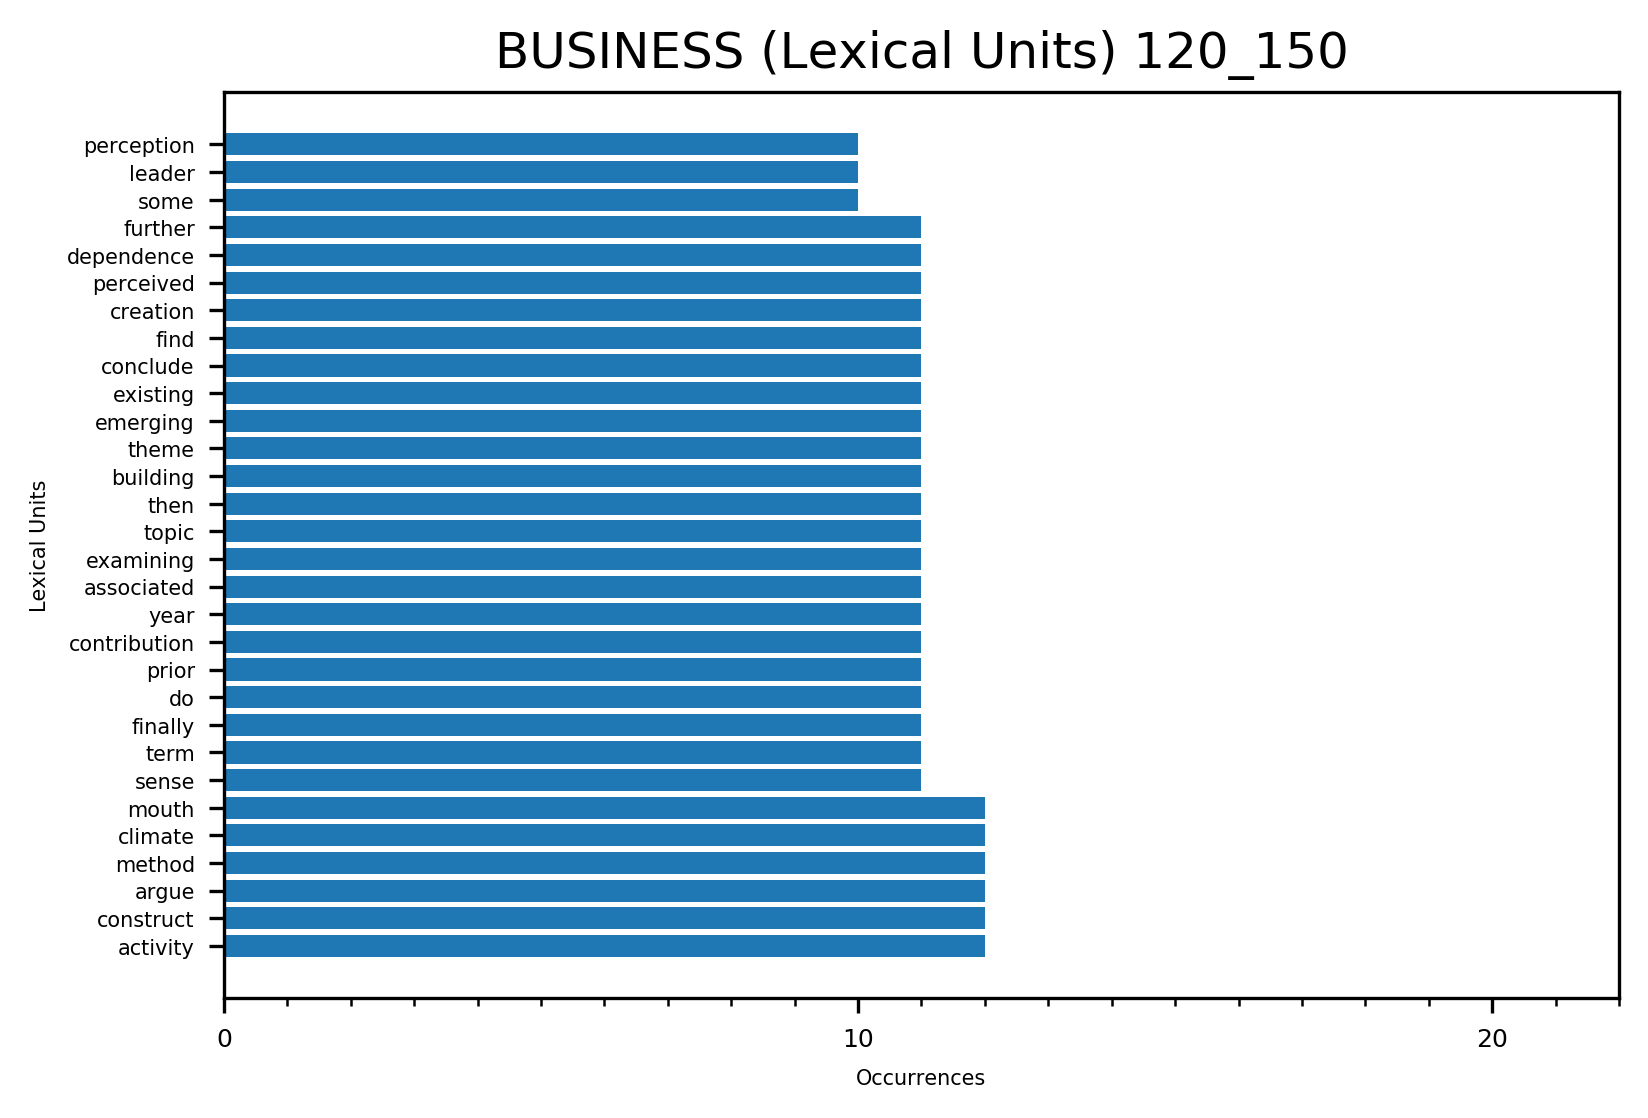 BUSINESS (Lexical Units) 120_150
perception
leader
some
further
dependence
perceived
creation
find
conclude
existing
emerging
theme
building
then
topic
examining
associated
year
contribution
prior
do
finally
term
sense
mouth
climate
method
argue
construct
activity
Lexical Units
0 10 20
Occurrences